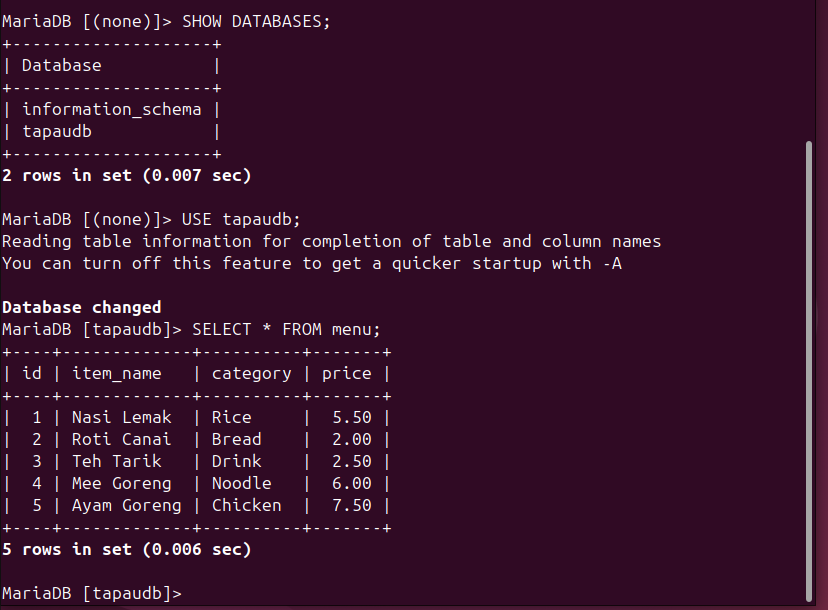 MariaDB [(none)]> SHOW DATABASES;
+--------------------+
| Database           |
+--------------------+
| information_schema |
| tapaudb            |
+--------------------+
2 rows in set (0.007 sec)

MariaDB [(none)]> USE tapaudb;
Reading table information for completion of table and column names
You can turn off this feature to get a quicker startup with -A

Database changed
MariaDB [tapaudb]> SELECT * FROM menu;
+----+-------------+----------+-------+
| id | item_name   | category | price |
+----+-------------+----------+-------+
|  1 | Nasi Lemak  | Rice     |  5.50 |
|  2 | Roti Canai  | Bread    |  2.00 |
|  3 | Teh Tarik   | Drink    |  2.50 |
|  4 | Mee Goreng  | Noodle   |  6.00 |
|  5 | Ayam Goreng | Chicken  |  7.50 |
+----+-------------+----------+-------+
5 rows in set (0.006 sec)

MariaDB [tapaudb]>